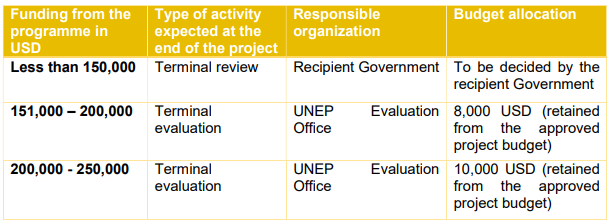 Funding from the programme in USD
Type of activity expected at the end of the project
Responsible organization
Budget allocation
Less than 150,000
Terminal review
Recipient Government
To be decided by the recipient Government
151,000 – 200,000
Terminal evaluation
UNEP Evaluation Office
8,000 USD (retained from the approved project budget)
200,000 - 250,000
Terminal evaluation
UNEP Evaluation Office
10,000 USD (retained from the approved project budget)